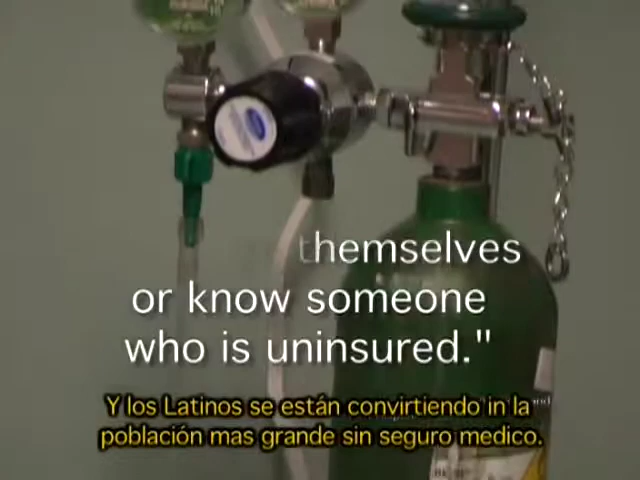 themselves
or know someone
who is uninsured."
Y los Latinos se están convirtiendo in la
población mas grande sin seguro medico.